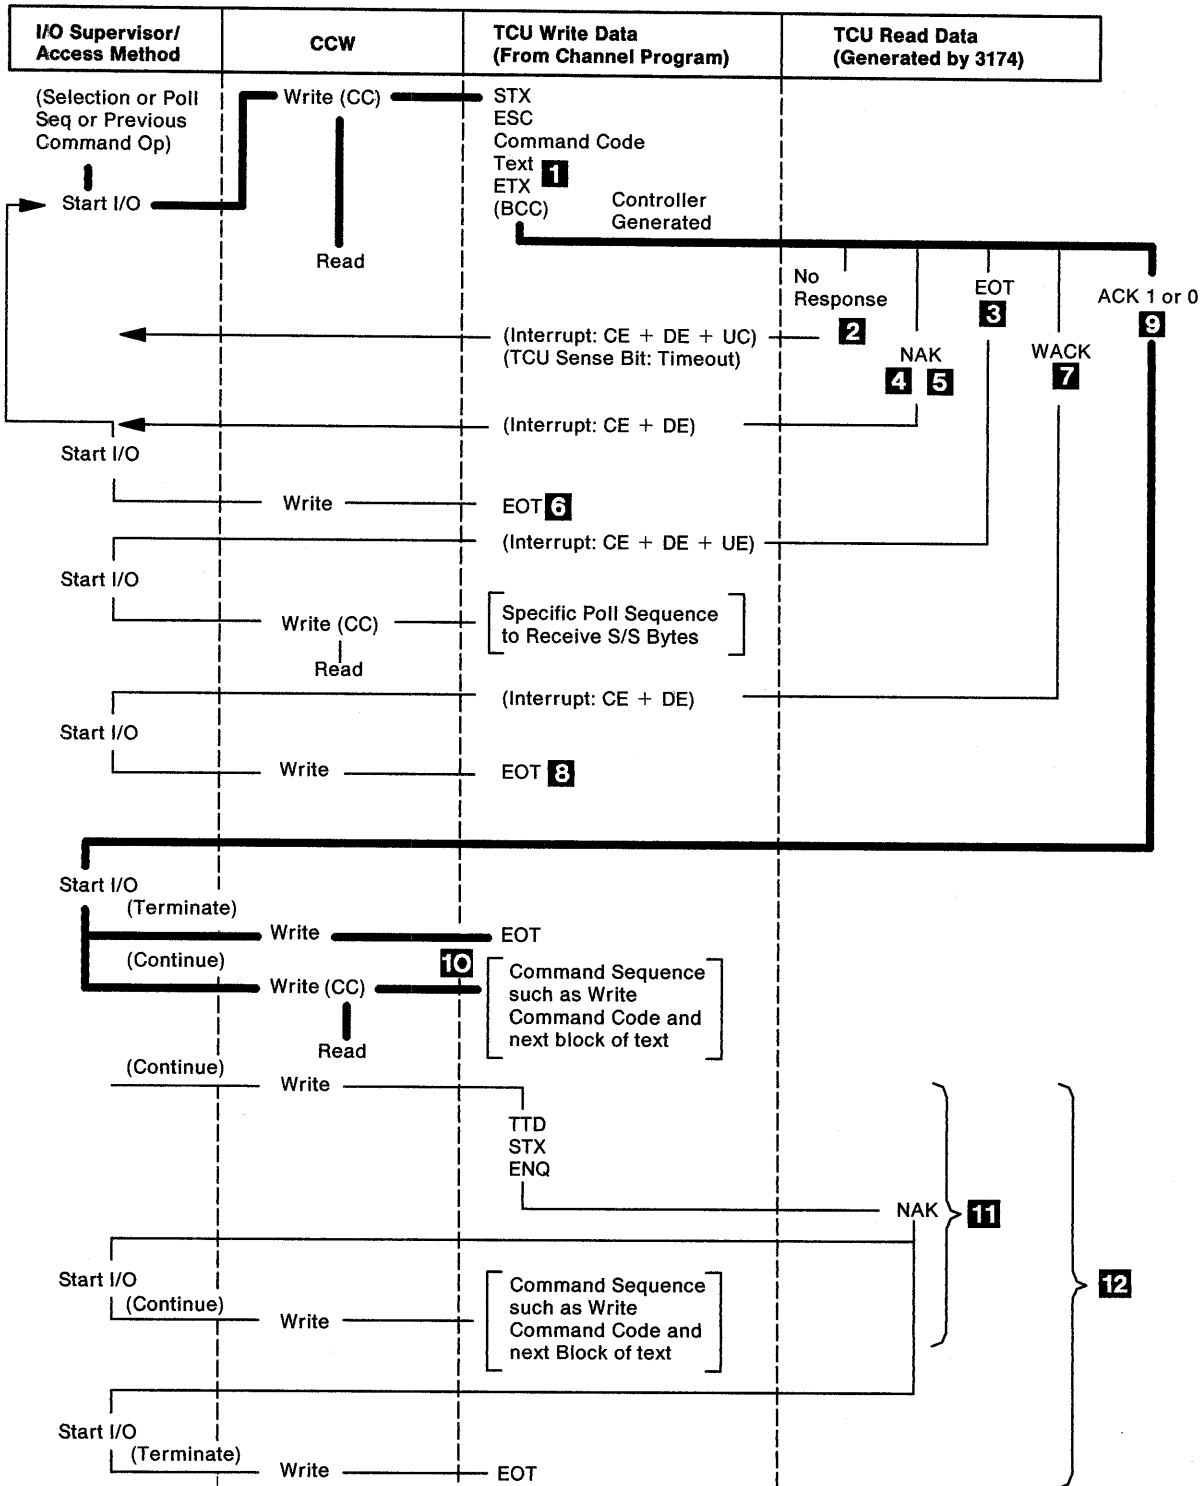 I/O Supervisor/
Access Method
CCW
TCU Write Data
(From Channel Program)
TCU Read Data
(Generated by 3174)
(Selection or Poll
Seq or Previous
Command Op)
Start I/O
Write (CC)
Read
STX
ESC
Command Code
Text 1
ETX
(BCC)
Controller
Generated
No
Response
2
EOT
3
ACK 1 or 0
9
NAK
4 5
WACK
7
(Interrupt: CE + DE + UC)
(TCU Sense Bit: Timeout)
(Interrupt: CE + DE)
Start I/O
Write
EOT 6
(Interrupt: CE + DE + UE)
Start I/O
Write (CC)
Read
Specific Poll Sequence
to Receive S/S Bytes
(Interrupt: CE + DE)
Start I/O
Write
EOT 8
Start I/O
(Terminate)
Write
EOT
(Continue)
10
Write (CC)
Read
Command Sequence
such as Write
Command Code and
next block of text
(Continue)
Write
TTD
STX
ENQ
NAK
11
12
Start I/O
(Continue)
Write
Command Sequence
such as Write
Command Code and
next Block of text
Start I/O
(Terminate)
Write
EOT